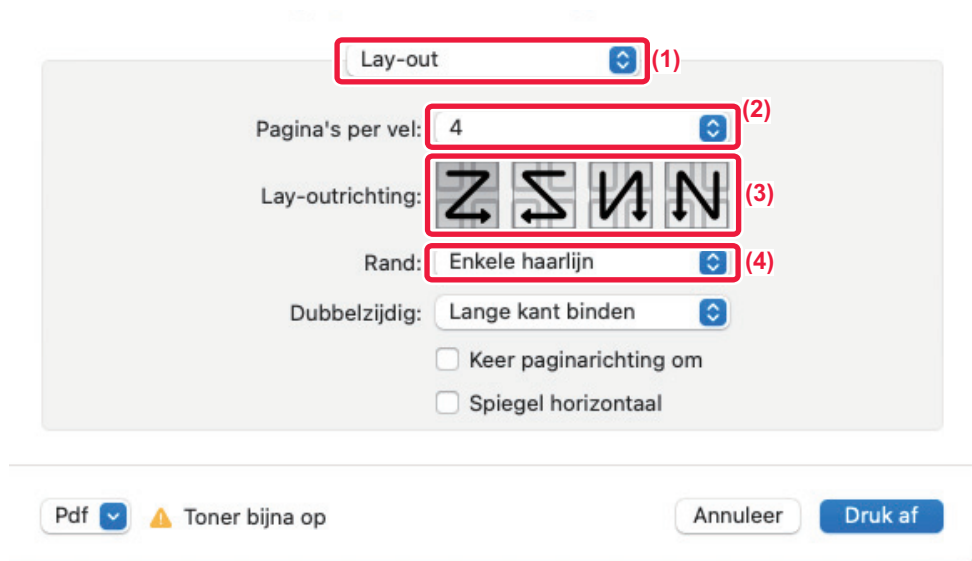 Lay-out (1)
Pagina's per vel: 4 (2)
Lay-outrichting: (3)
Rand: Enkele haarlijn (4)
Dubbelzijdig: Lange kant binden
Keer paginarichting om
Spiegel horizontaal
Pdf Toner bijna op Annuleer Druk af